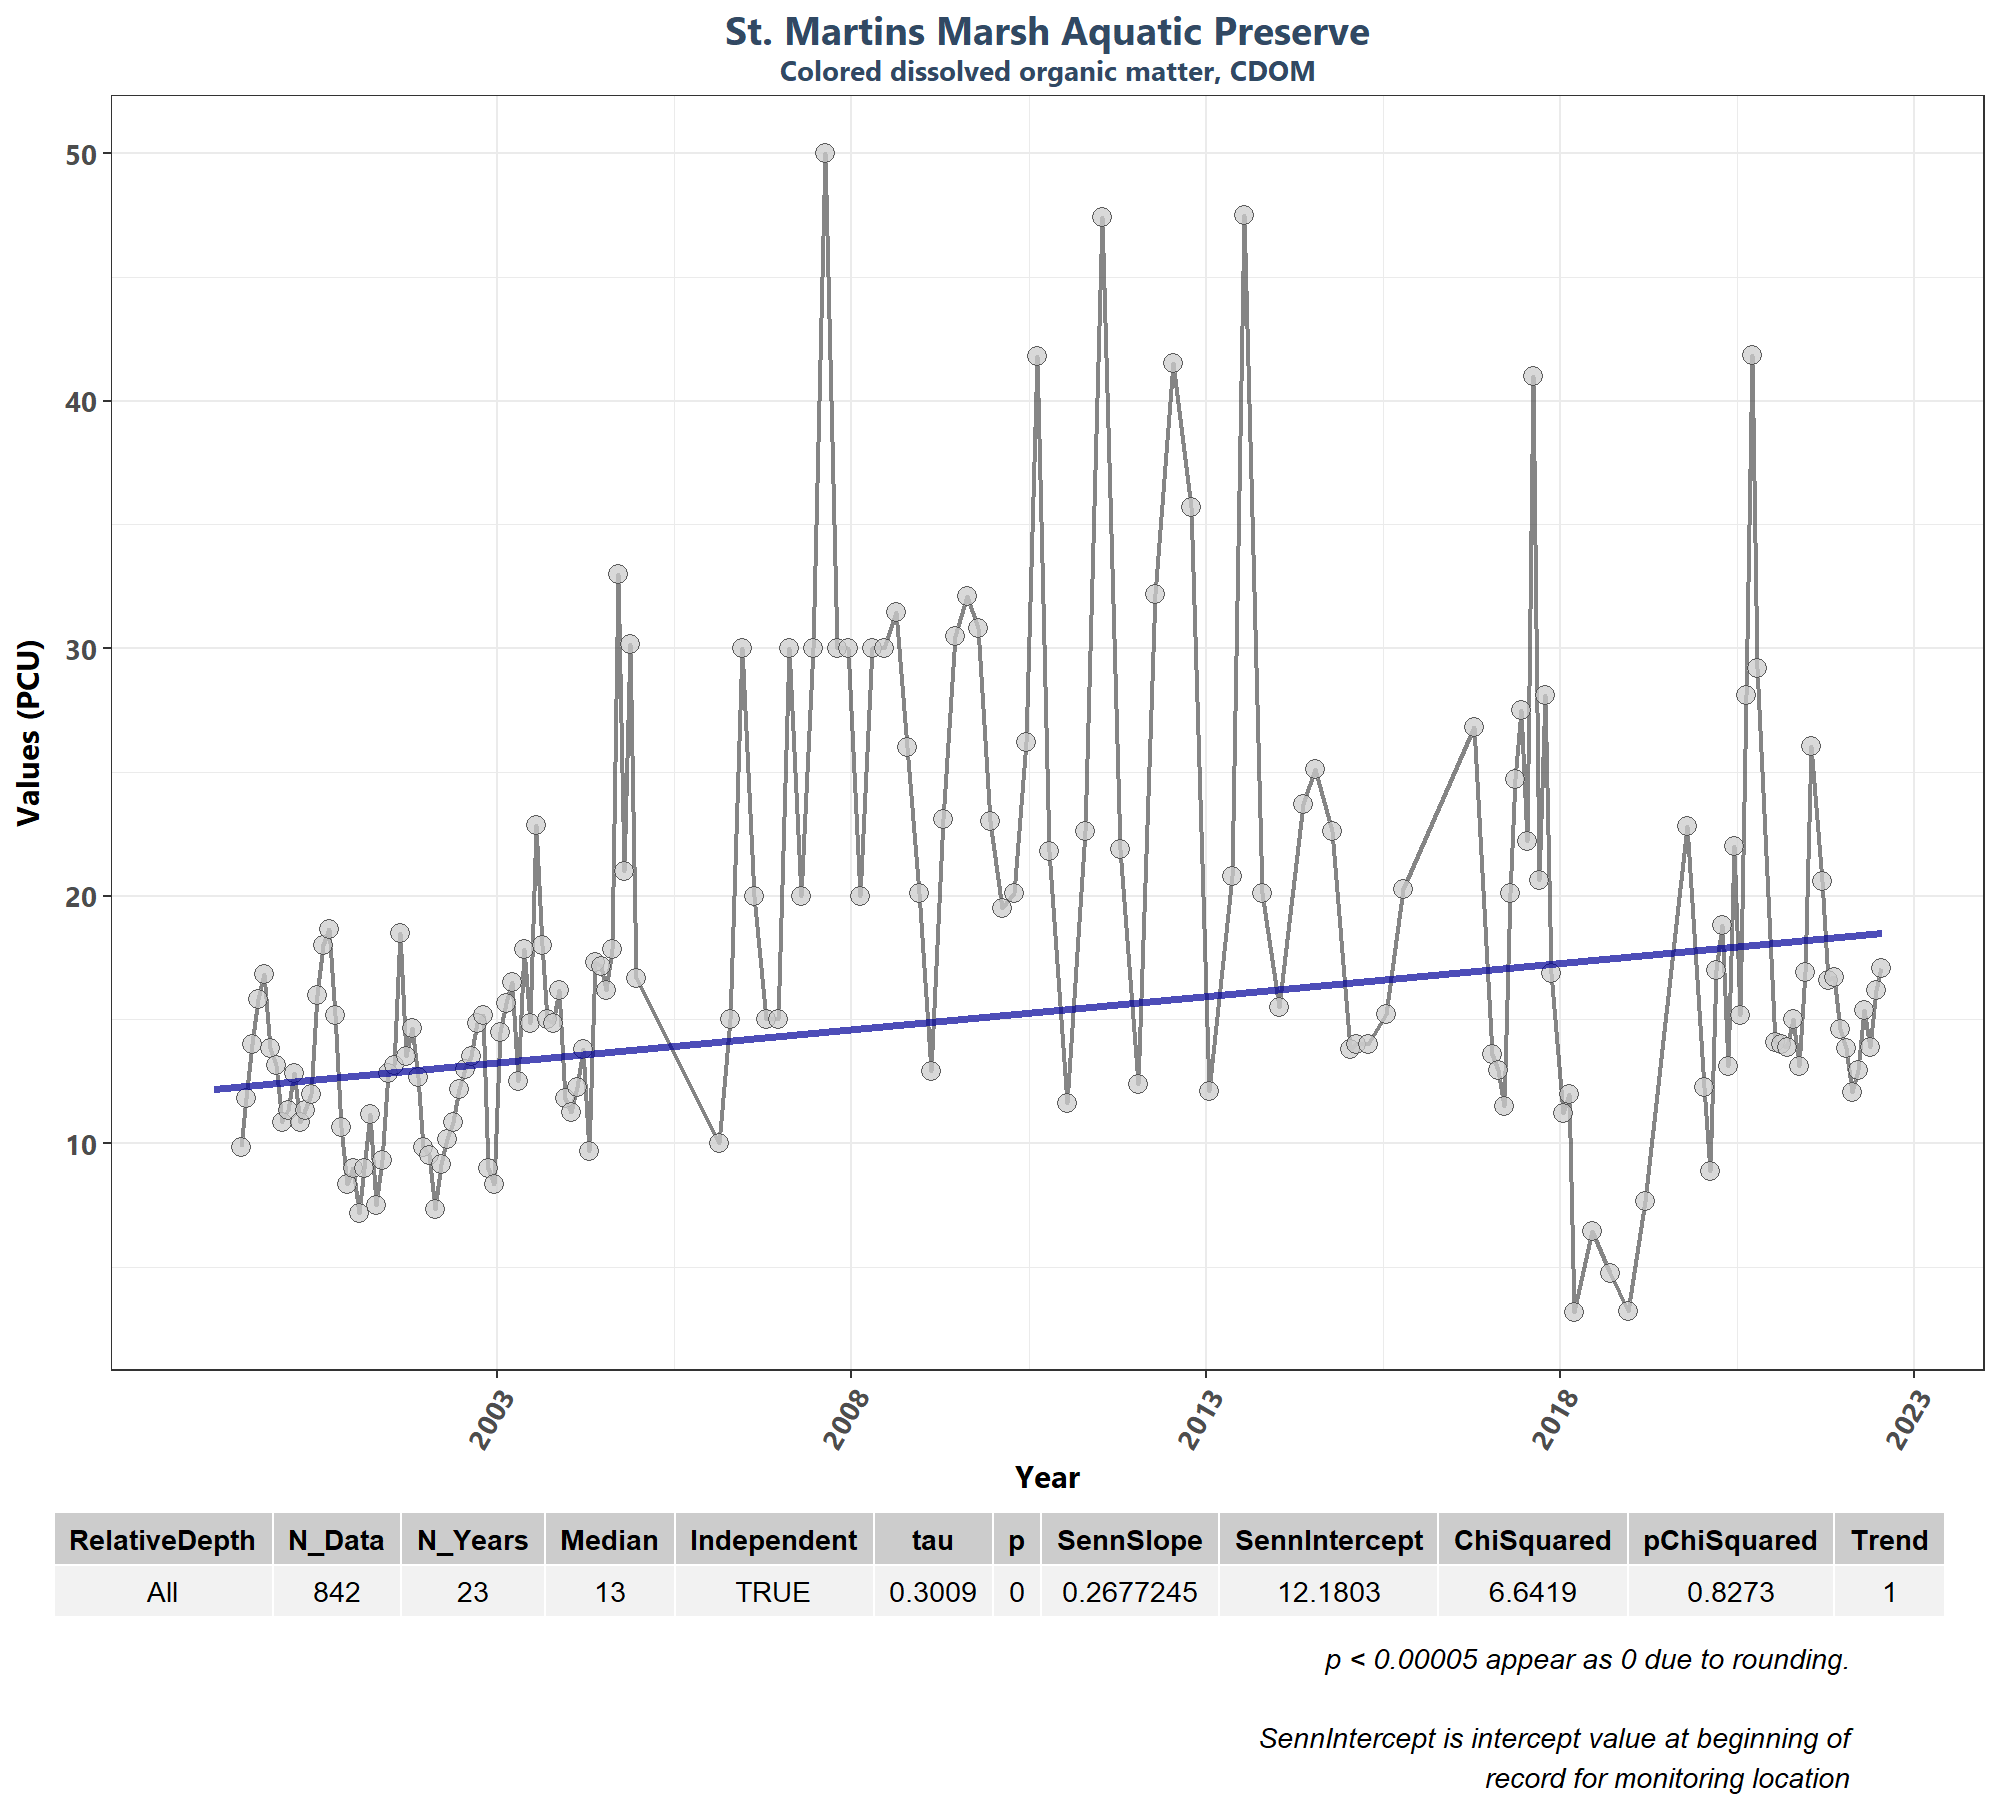 St. Martins Marsh Aquatic Preserve
Colored dissolved organic matter, CDOM
Values (PCU)
50
40
30
20
10
2003 2008 2013 2018 2023
Year
RelativeDepth N_Data N_Years Median Independent tau p SennSlope SennIntercept ChiSquared pChiSquared Trend
All 842 23 13 TRUE 0.3009 0 0.2677245 12.1803 6.6419 0.8273 1
p < 0.00005 appear as 0 due to rounding.
SennIntercept is intercept value at beginning of
record for monitoring location